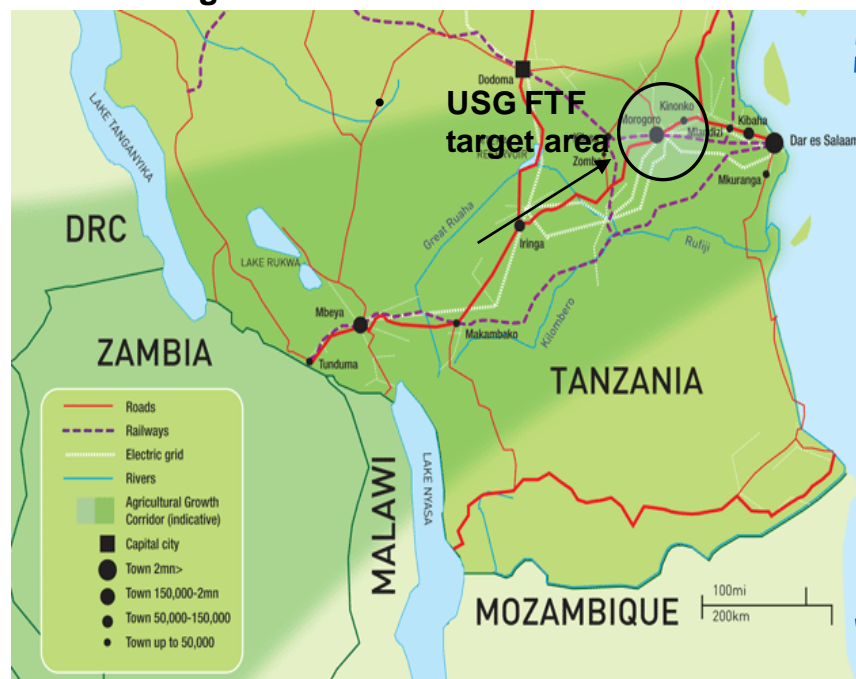 Dodoma
USG FTF
target area
Kinonko
Morogoro
Mlandizi
Kibaha
Dar es Salaam
Zomb
Mkuranga
LAKE TANGANYIKA
DRC
Great Ruaha
Iringa
Rufiji
LAKE RUKWA
Mbeya
Kilombero
Makambako
ZAMBIA
Tunduma
TANZANIA
Roads
Railways
Electric grid
Rivers
Agricultural Growth
Corridor (indicative)
Capital city
Town 2mn>
Town 150,000-2mn
Town 50,000-150,000
Town up to 50,000
MALAWI
LAKE NYASA
MOZAMBIQUE
100mi
200km